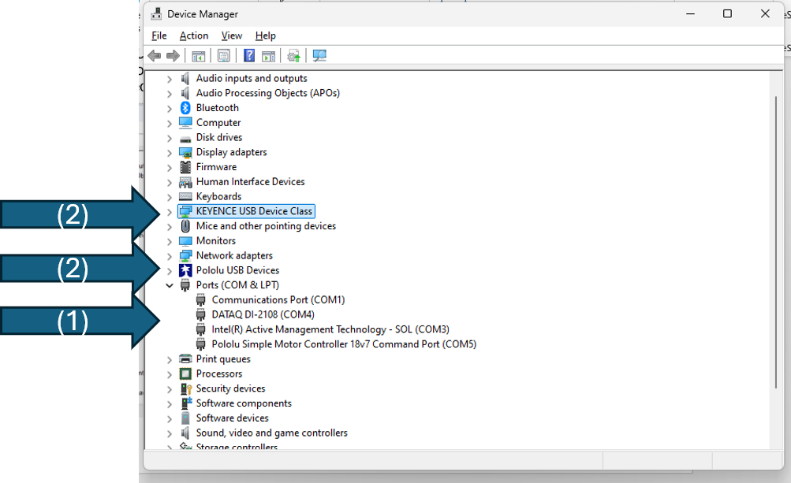 Device Manager
File Action View Help
Audio inputs and outputs
Audio Processing Objects (APOs)
Bluetooth
Computer
Disk drives
Display adapters
Firmware
Human Interface Devices
Keyboards
(2) KEYENCE USB Device Class
Mice and other pointing devices
Monitors
Network adapters
(2) Pololu USB Devices
Ports (COM & LPT)
Communications Port (COM1)
(1) DATAQ DI-2108 (COM4)
Intel(R) Active Management Technology - SOL (COM3)
Pololu Simple Motor Controller 18v7 Command Port (COM5)
Print queues
Processors
Security devices
Software components
Software devices
Sound, video and game controllers
Storage controllers